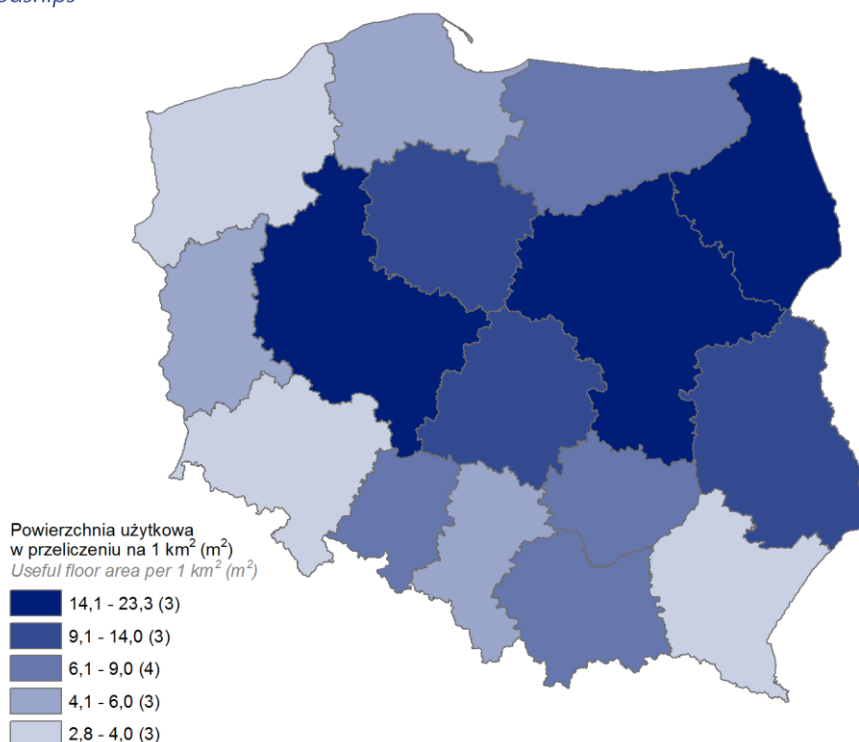 Powierzchnia użytkowa
w przeliczeniu na 1 km² (m²)
Useful floor area per 1 km² (m²)
14,1 - 23,3 (3)
9,1 - 14,0 (3)
6,1 - 9,0 (4)
4,1 - 6,0 (3)
2,8 - 4,0 (3)